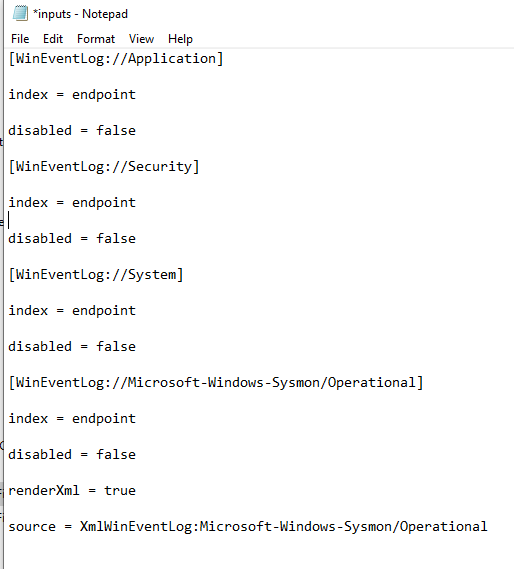 *inputs - Notepad
File Edit Format View Help
[WinEventLog://Application]
index = endpoint
disabled = false
[WinEventLog://Security]
index = endpoint
disabled = false
[WinEventLog://System]
index = endpoint
disabled = false
[WinEventLog://Microsoft-Windows-Sysmon/Operational]
index = endpoint
disabled = false
renderXml = true
source = XmlWinEventLog:Microsoft-Windows-Sysmon/Operational